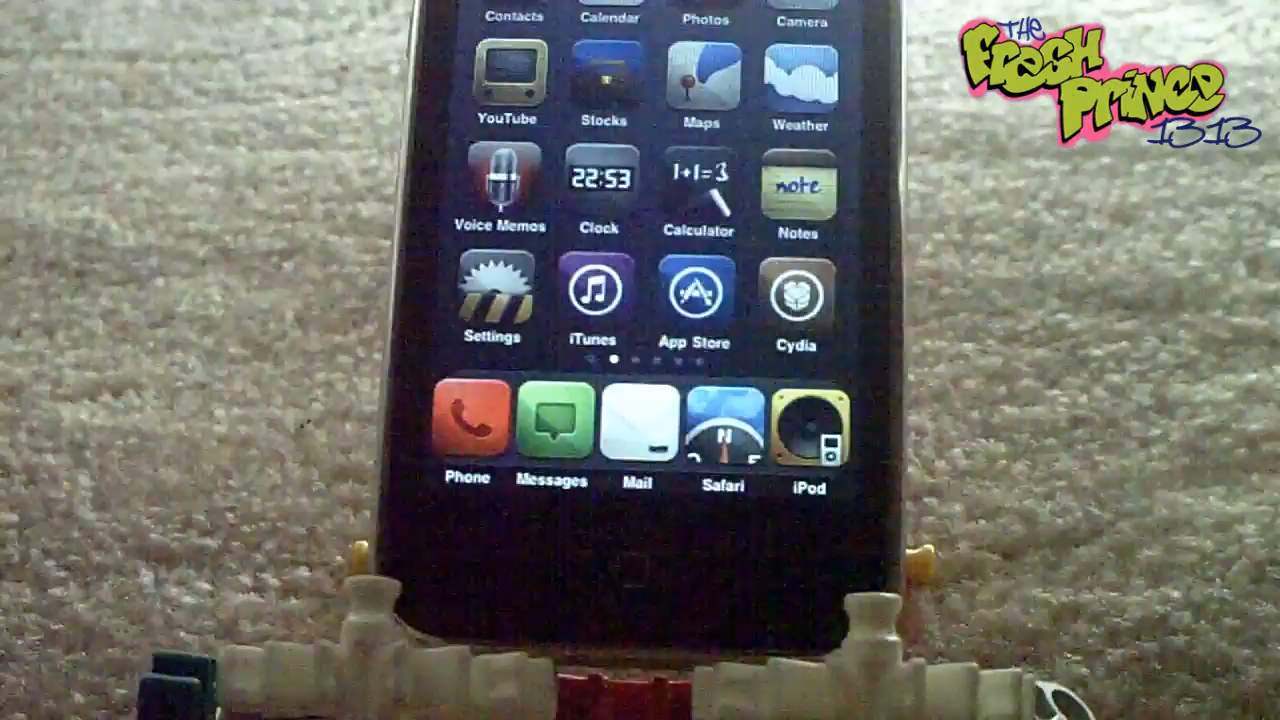 Contacts Calendar Photos Camera
THE
FRESH
PRINCE
1313
YouTube Stocks Maps Weather
22:53
1+1=3
note
Voice Memos Clock Calculator Notes
Settings iTunes App Store Cydia
N
Phone Messages Mail Safari iPod